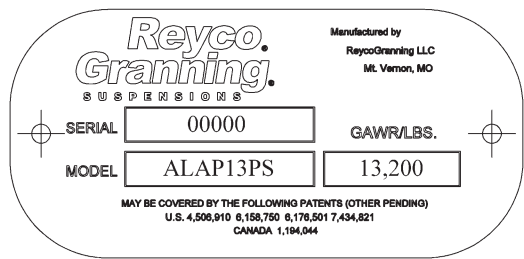 Reyco
Granning
SUSPENSIONS
Manufactured by
ReycoGranning LLC
Mt. Vernon, MO
SERIAL 00000
GAWR/LBS.
MODEL ALAP13PS 13,200
MAY BE COVERED BY THE FOLLOWING PATENTS (OTHER PENDING)
U.S. 4,506,910 6,158,750 6,176,501 7,434,821
CANADA 1,194,044